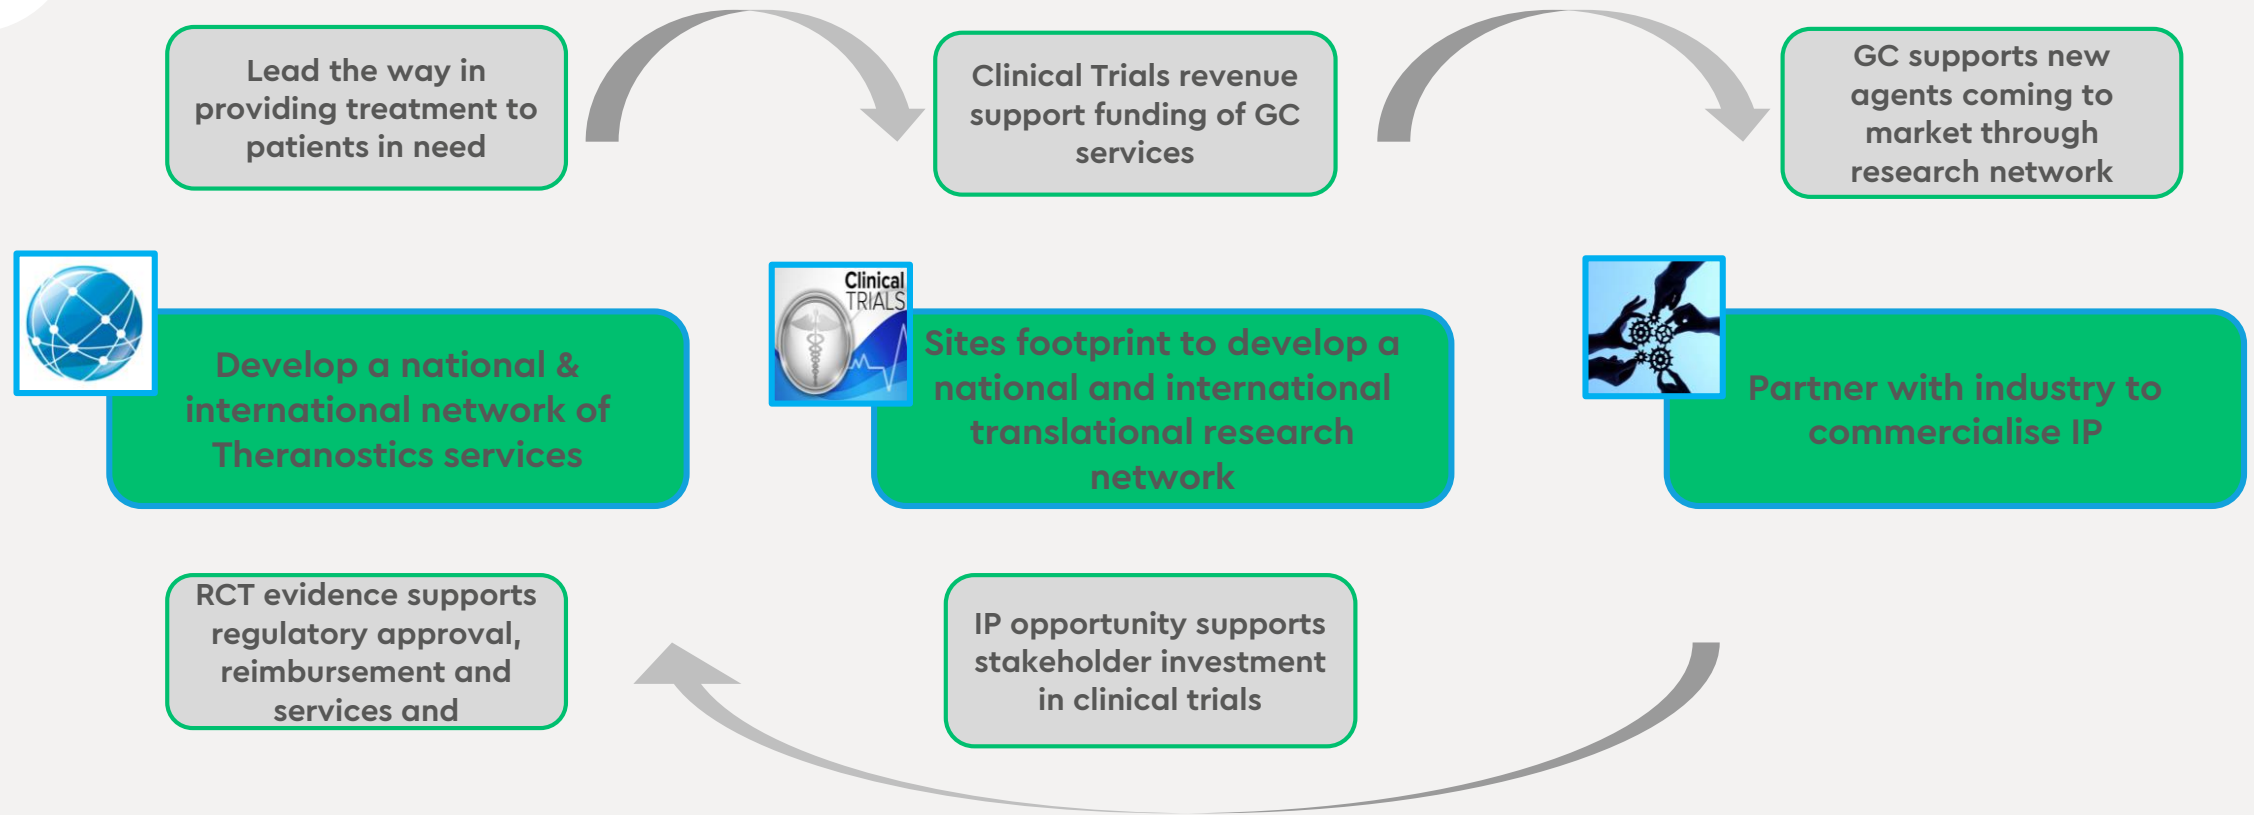 Lead the way in
providing treatment to
patients in need
Clinical Trials revenue
support funding of GC
services
GC supports new
agents coming to
market through
research network
Develop a national &
international network of
Theranostics services
Clinical
TRIALS
Sites footprint to develop a
national and international
translational research
network
Partner with industry to
commercialise IP
RCT evidence supports
regulatory approval,
reimbursement and
services and
IP opportunity supports
stakeholder investment
in clinical trials